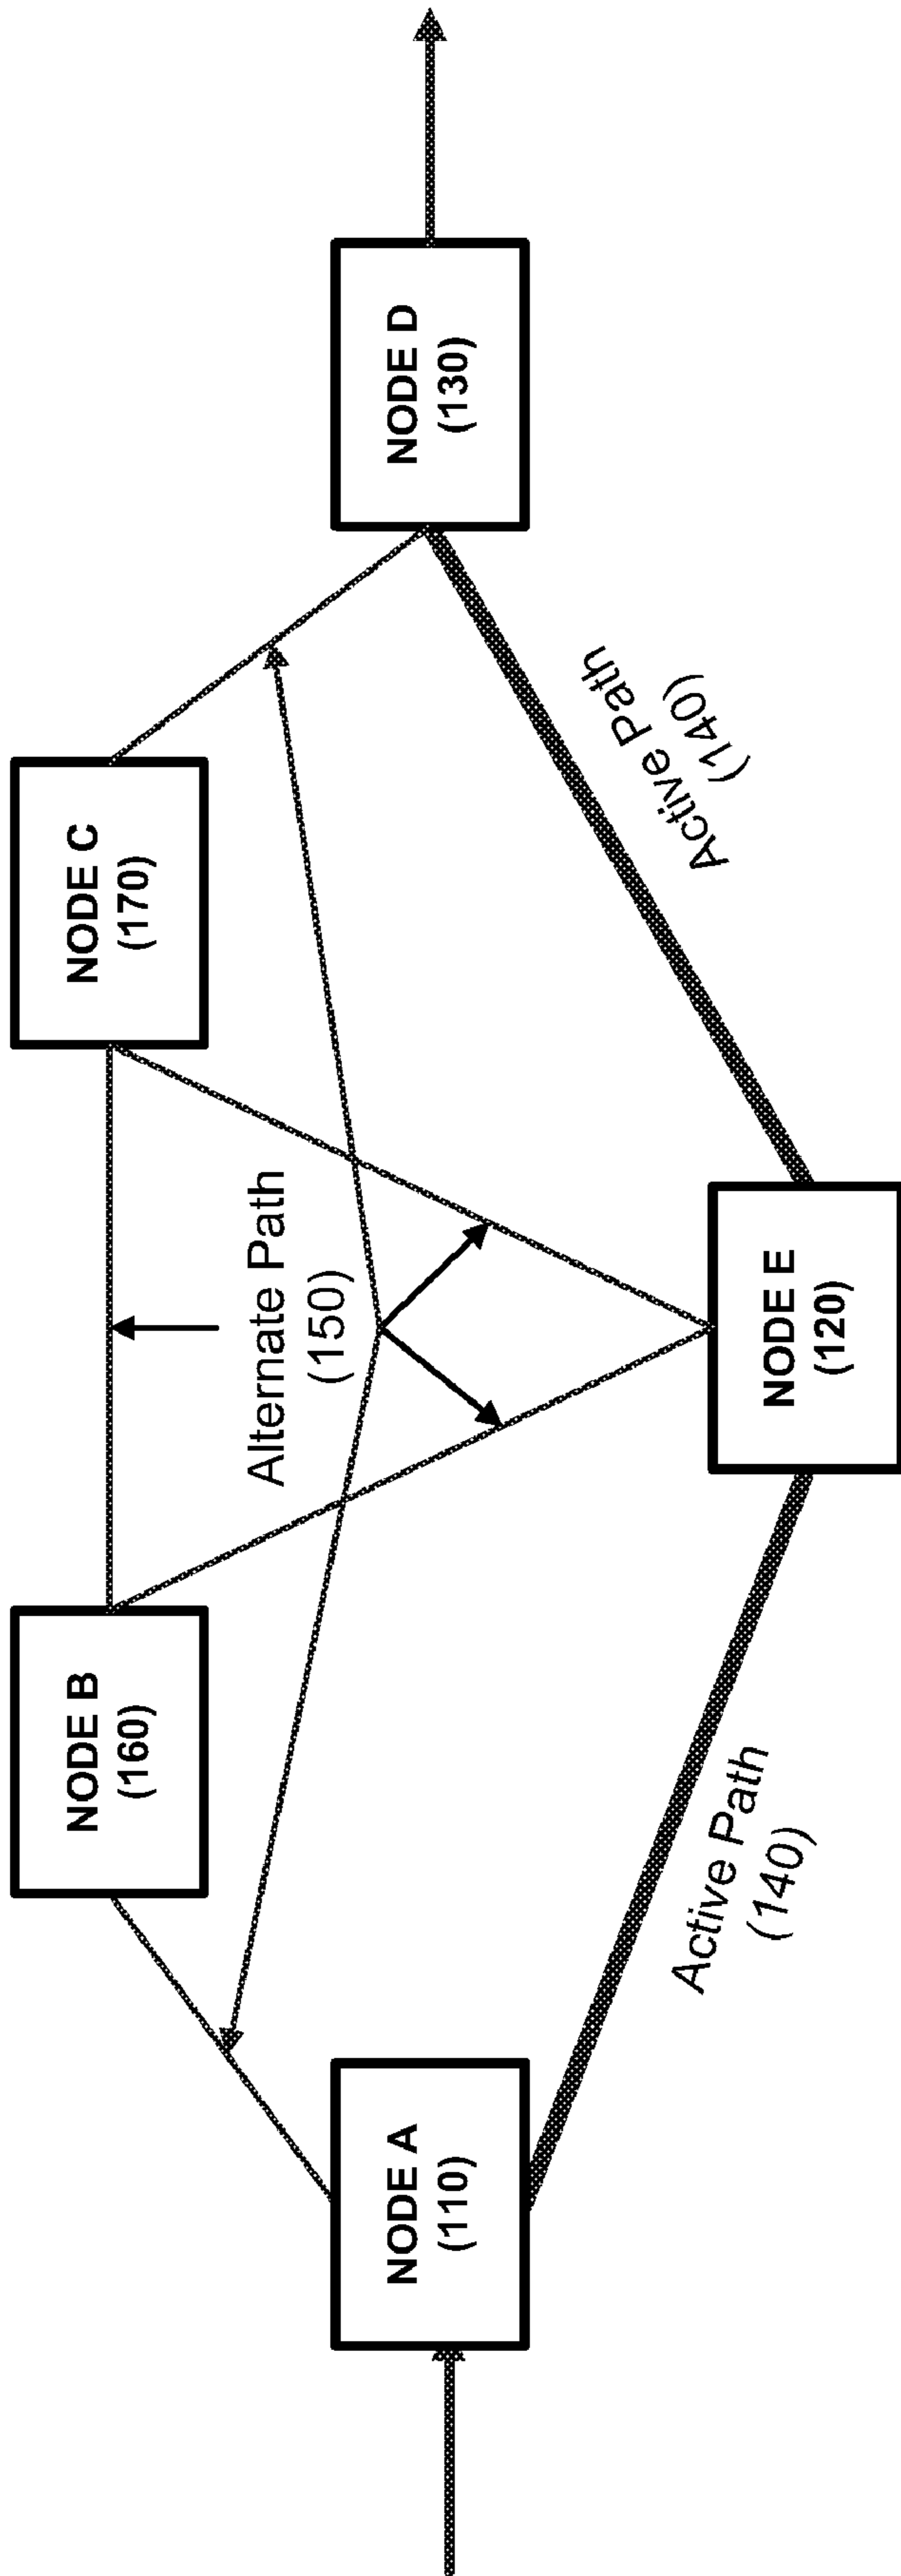 NODE B
(160)
NODE C
(170)
Alternate Path
(150)
NODE A
(110)
NODE D
(130)
Active Path
(140)
Active Path
(140)
NODE E
(120)